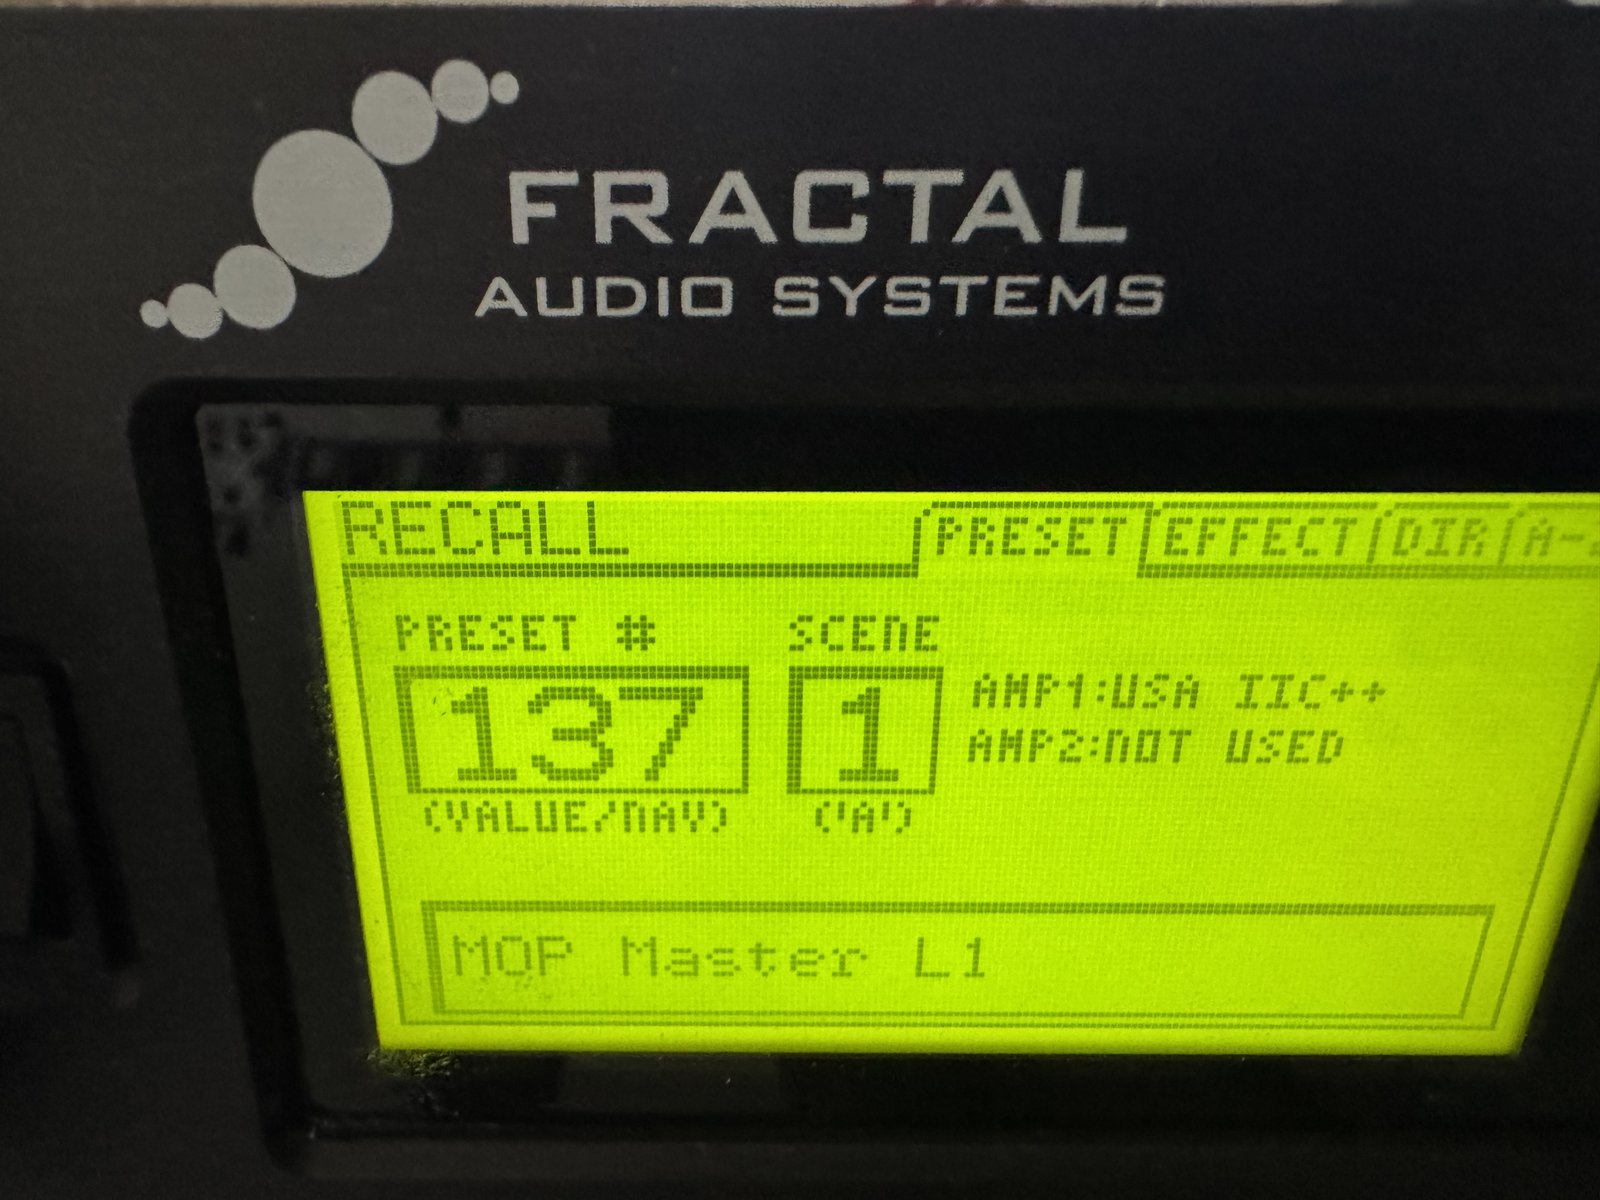 FRACTAL
AUDIO SYSTEMS
RECALL
PRESET EFFECT DIR
PRESET # SCENE
137 1
AMP1:USA IIC++
AMP2:NOT USED
(VALUE/NAV) ('A')
MOP Master L1